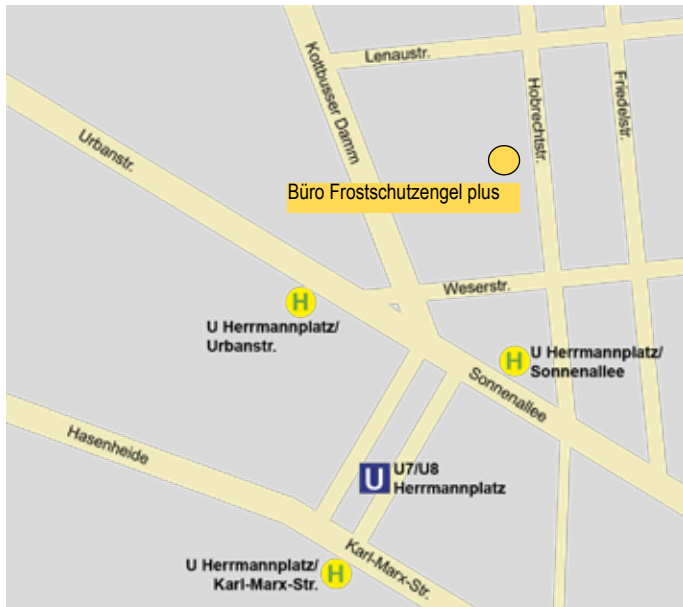 Lenaustr.
Kottbusser Damm
Hobrechtstr.
Friedelstr.
Urbanstr.
Büro Frostschutzengel plus
Weserstr.
H
U Herrmannplatz/
Urbanstr.
H
U Herrmannplatz/
Sonnenallee
Sonnenallee
Hasenheide
U
U7/U8
Herrmannplatz
Karl-Marx-Str.
U Herrmannplatz/
Karl-Marx-Str.
H